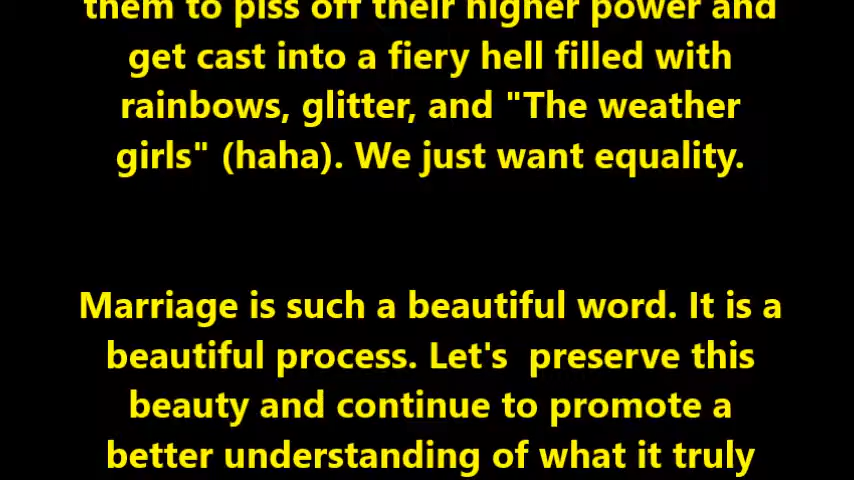 them to piss off their higher power and
get cast into a fiery hell filled with
rainbows, glitter, and "The weather
girls" (haha). We just want equality.
Marriage is such a beautiful word. It is a
beautiful process. Let's  preserve this
beauty and continue to promote a
better understanding of what it truly